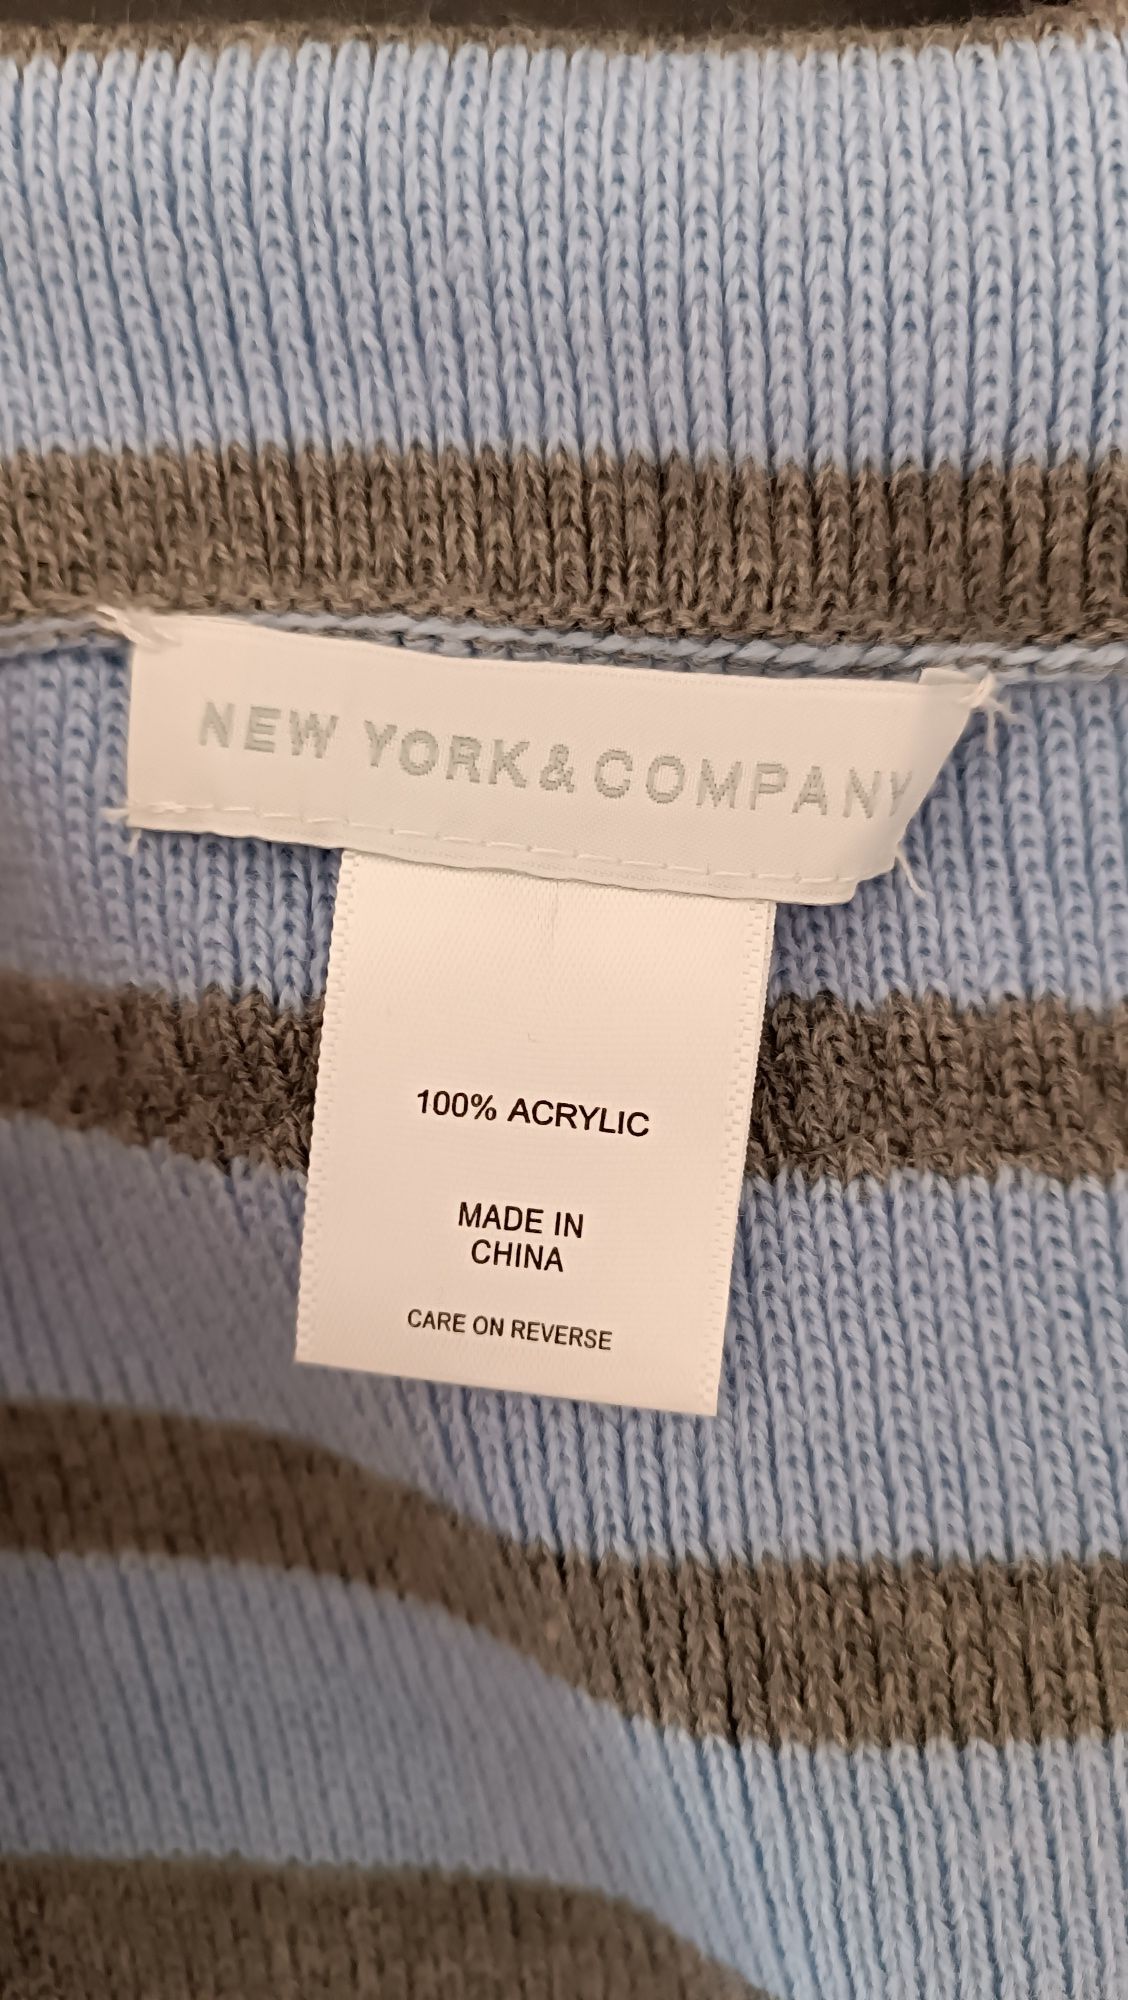 NEW YORK & COMPANY
100% ACRYLIC
MADE IN
CHINA
CARE ON REVERSE